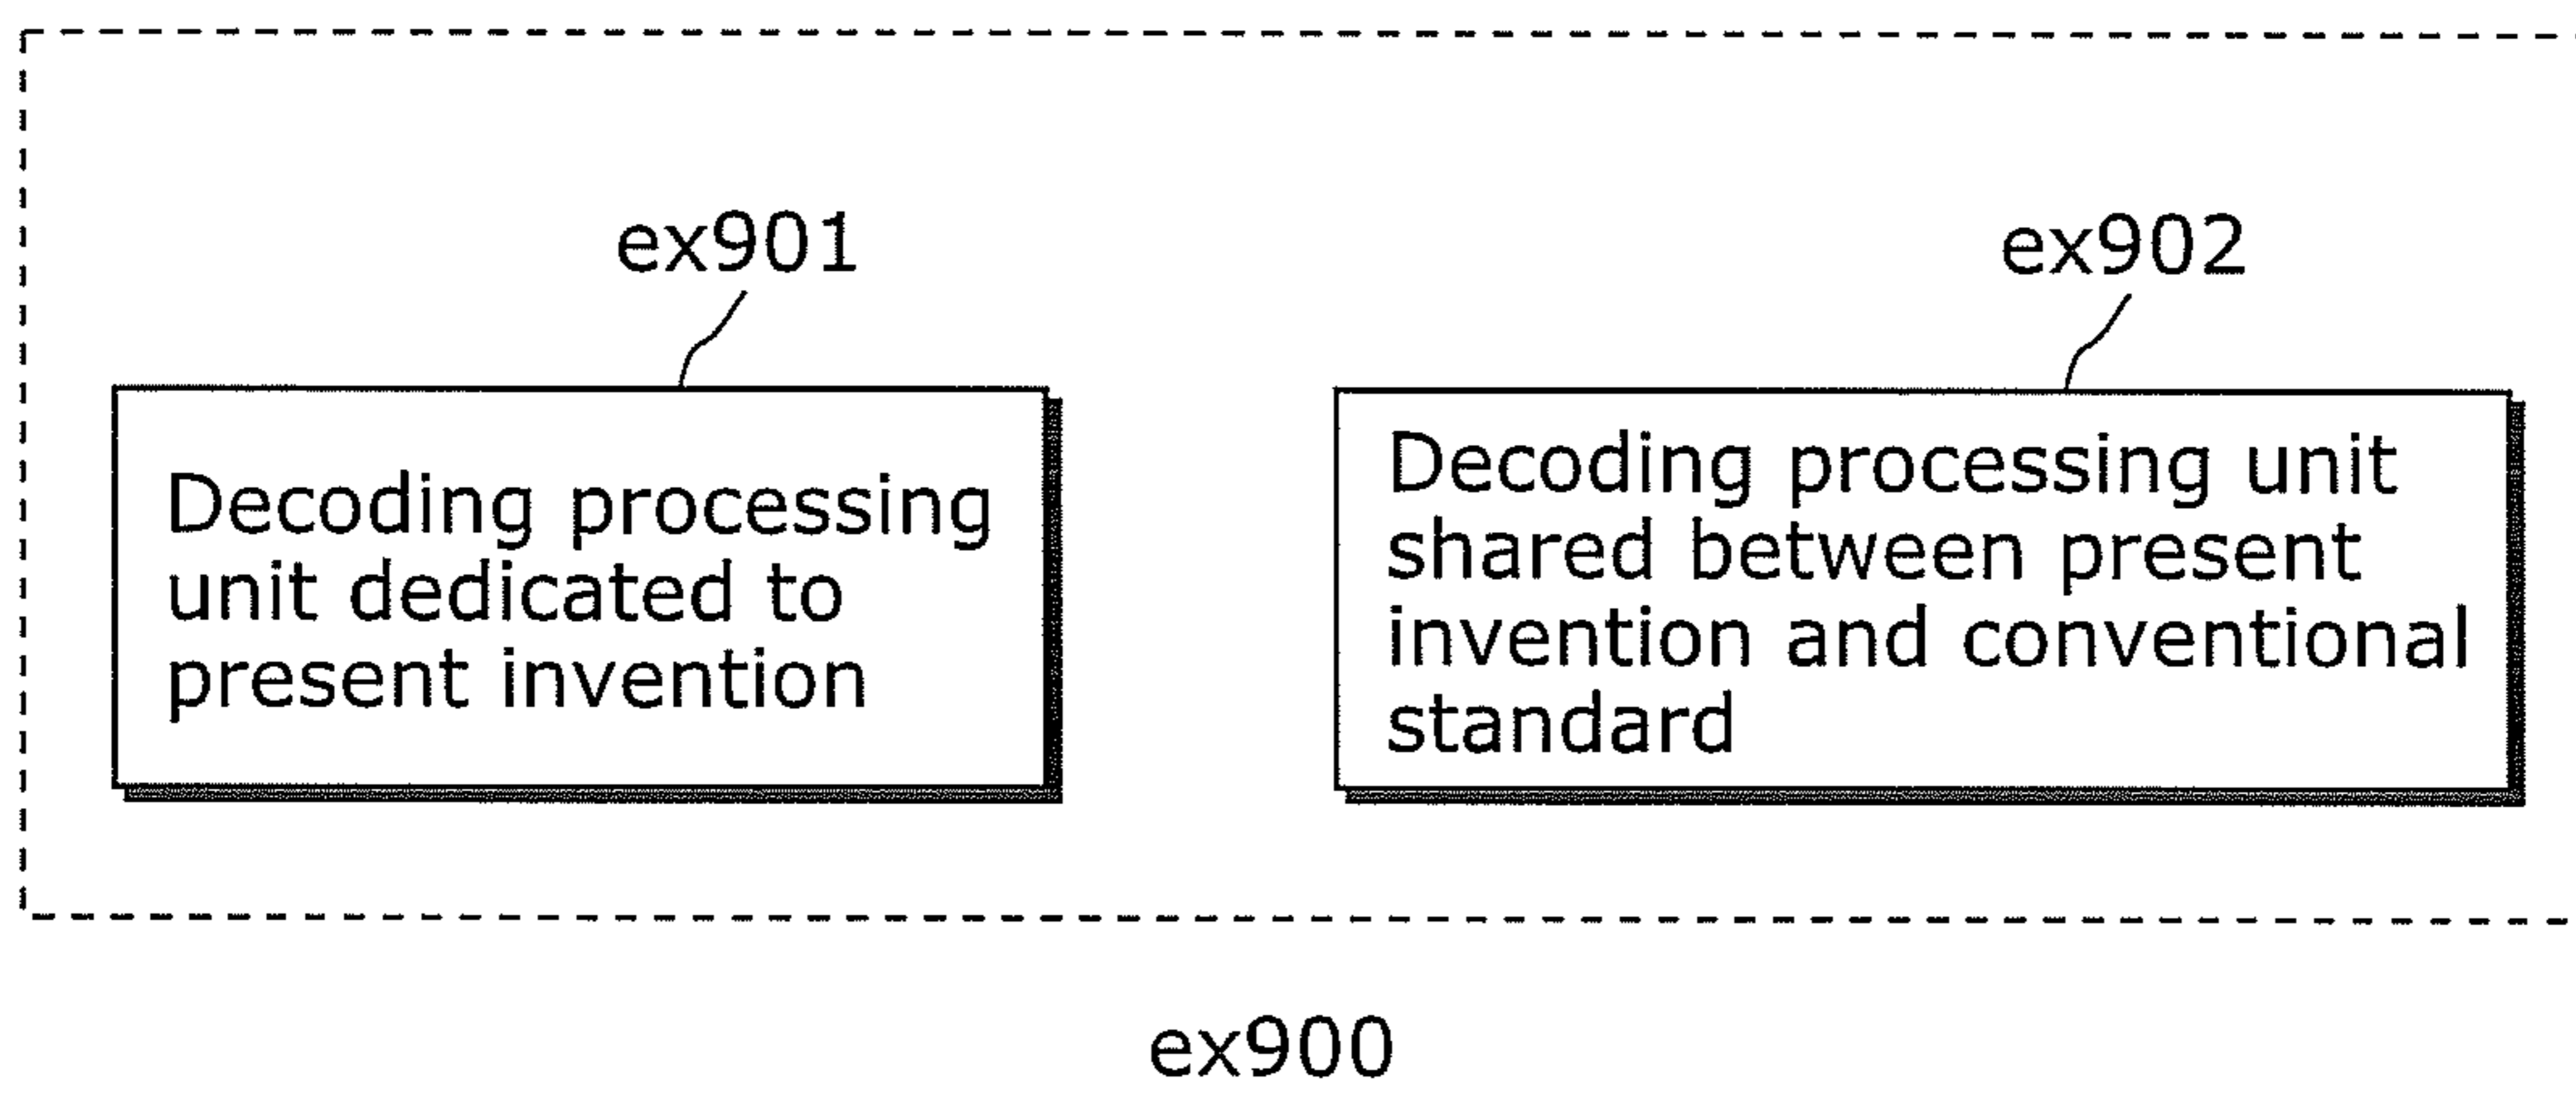 ex901
Decoding processing
unit dedicated to
present invention
ex902
Decoding processing unit
shared between present
invention and conventional
standard
ex900